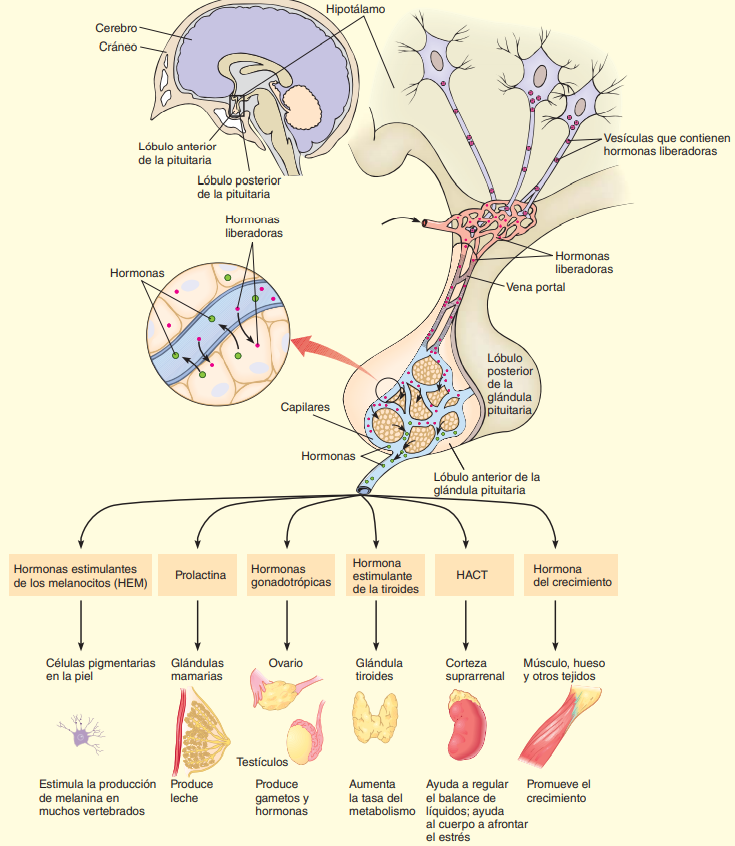 Hipotálamo
Cerebro
Cráneo
Lóbulo anterior
de la pituitaria
Lóbulo posterior
de la pituitaria
Vesículas que contienen
hormonas liberadoras
Hormonas
liberadoras
Hormonas
Hormonas
liberadoras
Vena portal
Lóbulo
posterior
de la
glándula
pituitaria
Capilares
Hormonas
Lóbulo anterior de la
glándula pituitaria
Hormonas estimulantes
de los melanocitos (HEM)
Prolactina
Hormonas
gonadotrópicas
Hormona
estimulante
de la tiroides
HACT
Hormona
del crecimiento
Células pigmentarias
en la piel
Glándulas
mamarias
Ovario
Glándula
tiroides
Corteza
suprarrenal
Músculo, hueso
y otros tejidos
Testículos
Estimula la producción
de melanina en
muchos vertebrados
Produce
leche
Produce
gametos y
hormonas
Aumenta
la tasa del
metabolismo
Ayuda a regular
el balance de
líquidos; ayuda
al cuerpo a afrontar
el estrés
Promueve el
crecimiento